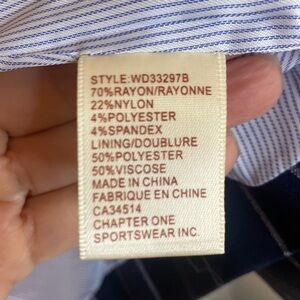 STYLE:WD33297B
70%RAYON/RAYONNE
22%NYLON
4%POLYESTER
4%SPANDEX
LINING/DOUBLURE
50%POLYESTER
50%VISCOSE
MADE IN CHINA
FABRIQUE EN CHINE
CA34514
CHAPTER ONE
SPORTSWEAR INC.